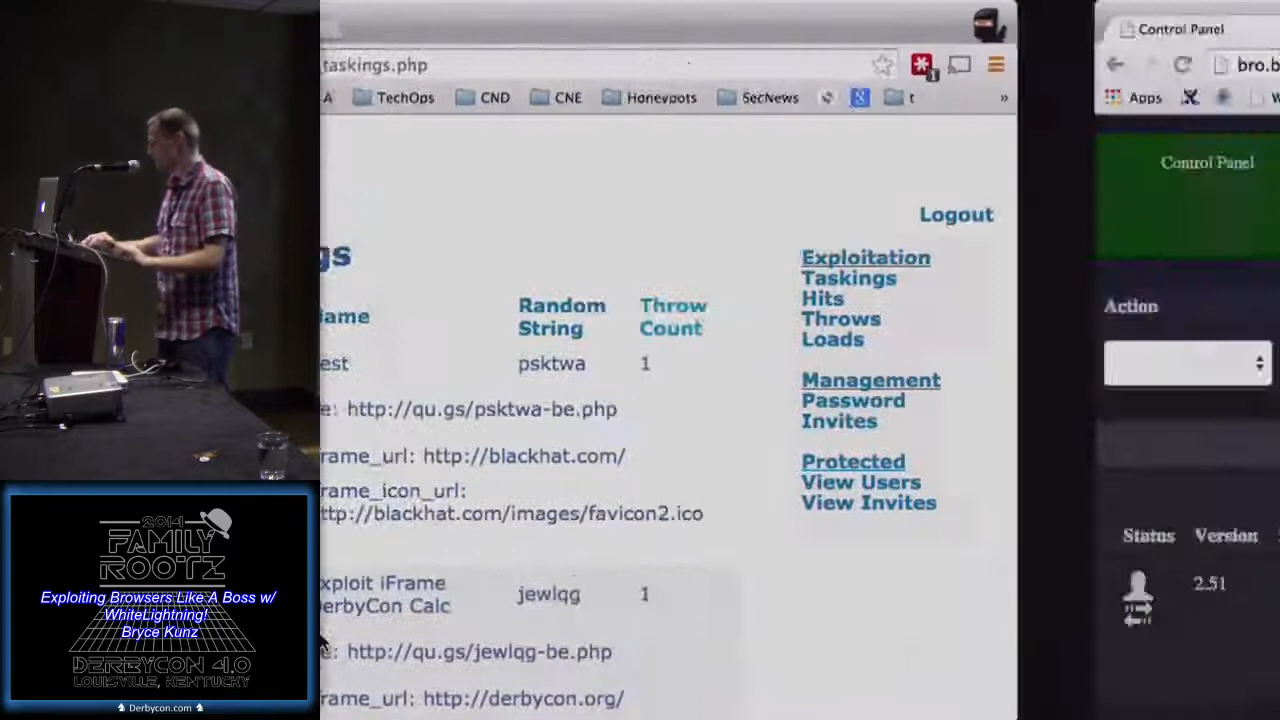 taskings.php
A
TechOps
CND
CNE
Honeypots
SecNews
t
»
Logout
gs
Name
Random String
Throw Count
est
psktwa
1
e: http://qu.gs/psktwa-be.php
rame_url: http://blackhat.com/
rame_icon_url:
ttp://blackhat.com/images/favicon2.ico
xploit iFrame
DerbyCon Calc
jewlqg
1
e: http://qu.gs/jewlqg-be.php
rame_url: http://derbycon.org/
Exploitation
Taskings
Hits
Throws
Loads
Management
Password
Invites
Protected
View Users
View Invites
Control Panel
bro.b
Apps
Control Panel
Action
Status
Version
2.51
2014
FAMILY
ROOTZ
Exploiting Browsers Like A Boss w/
WhiteLightning!
Bryce Kunz
DERBYCON 4.0
LOUISVILLE, KENTUCKY
Derbycon.com